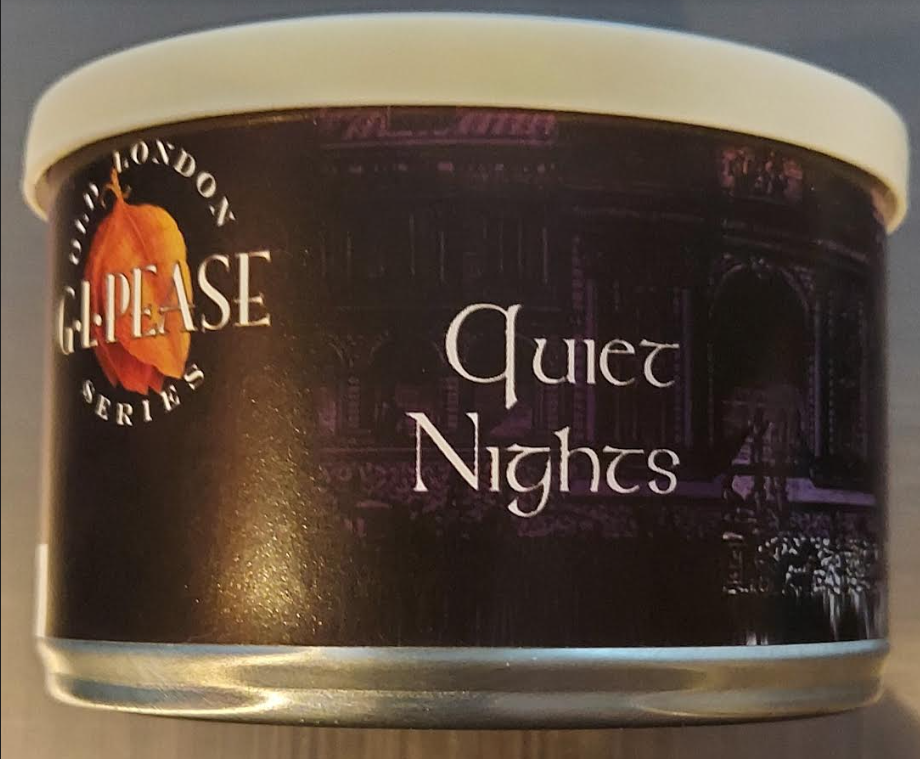 OLD LONDON
G·L·PEASE
SERIES
Quiet
Nights